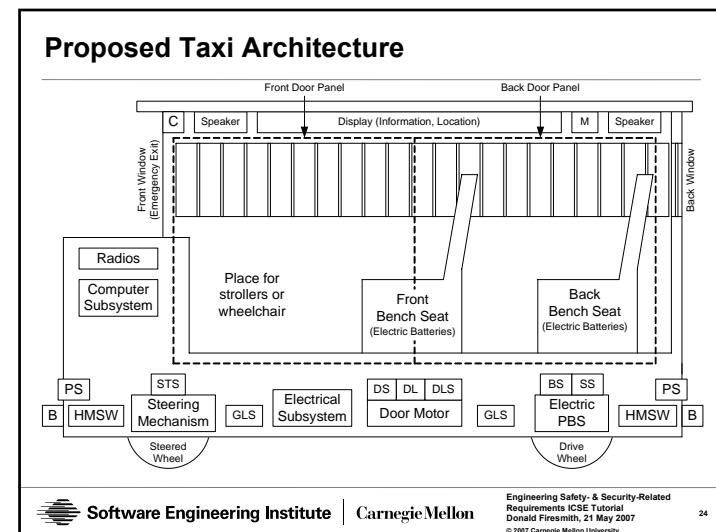 Proposed Taxi Architecture
Front Door Panel
Back Door Panel
C
Speaker
Display (Information, Location)
M
Speaker
Front Window
(Emergency Exit)
Back Window
Radios
Computer
Subsystem
Place for
strollers or
wheelchair
Front
Bench Seat
(Electric Batteries)
Back
Bench Seat
(Electric Batteries)
PS
STS
DS
DL
DLS
BS
SS
PS
B
HMSW
Steering
Mechanism
GLS
Electrical
Subsystem
Door Motor
GLS
Electric
PBS
HMSW
B
Steered
Wheel
Drive
Wheel
Software Engineering Institute
Carnegie Mellon
Engineering Safety- & Security-Related
Requirements ICSE Tutorial
Donald Firesmith, 21 May 2007
© 2007 Carnegie Mellon University
24